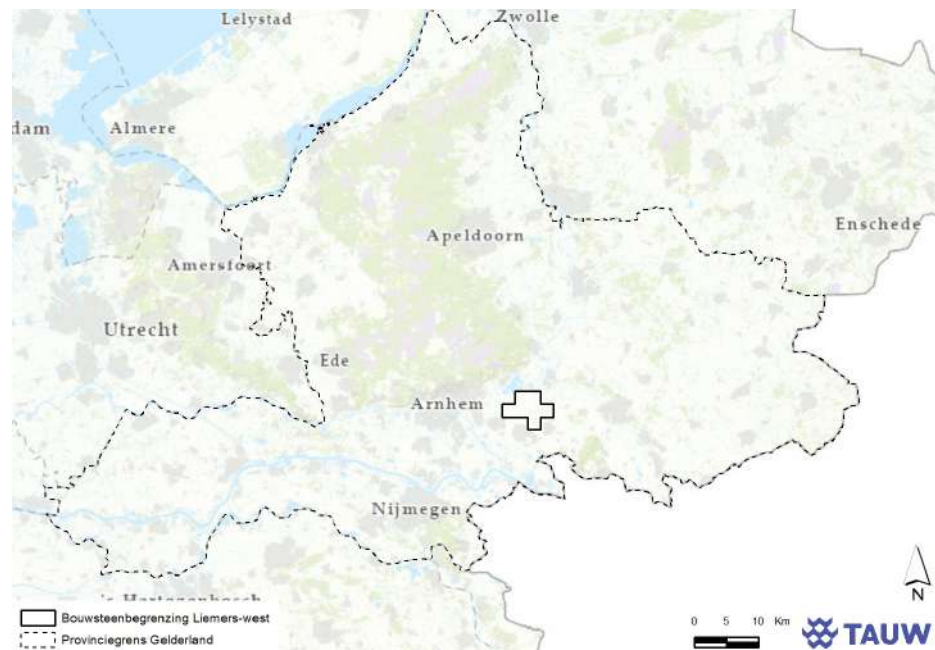 Lelystad
Zwolle
dam
Almere
Enschede
Apeldoorn
Amersfoort
Utrecht
Ede
Arnhem
Nijmegen
's Hertogenbosch
Bouwsteenbegrenzing Liemers-west
Provinciegrens Gelderland
0 5 10 Km
N
TAUW